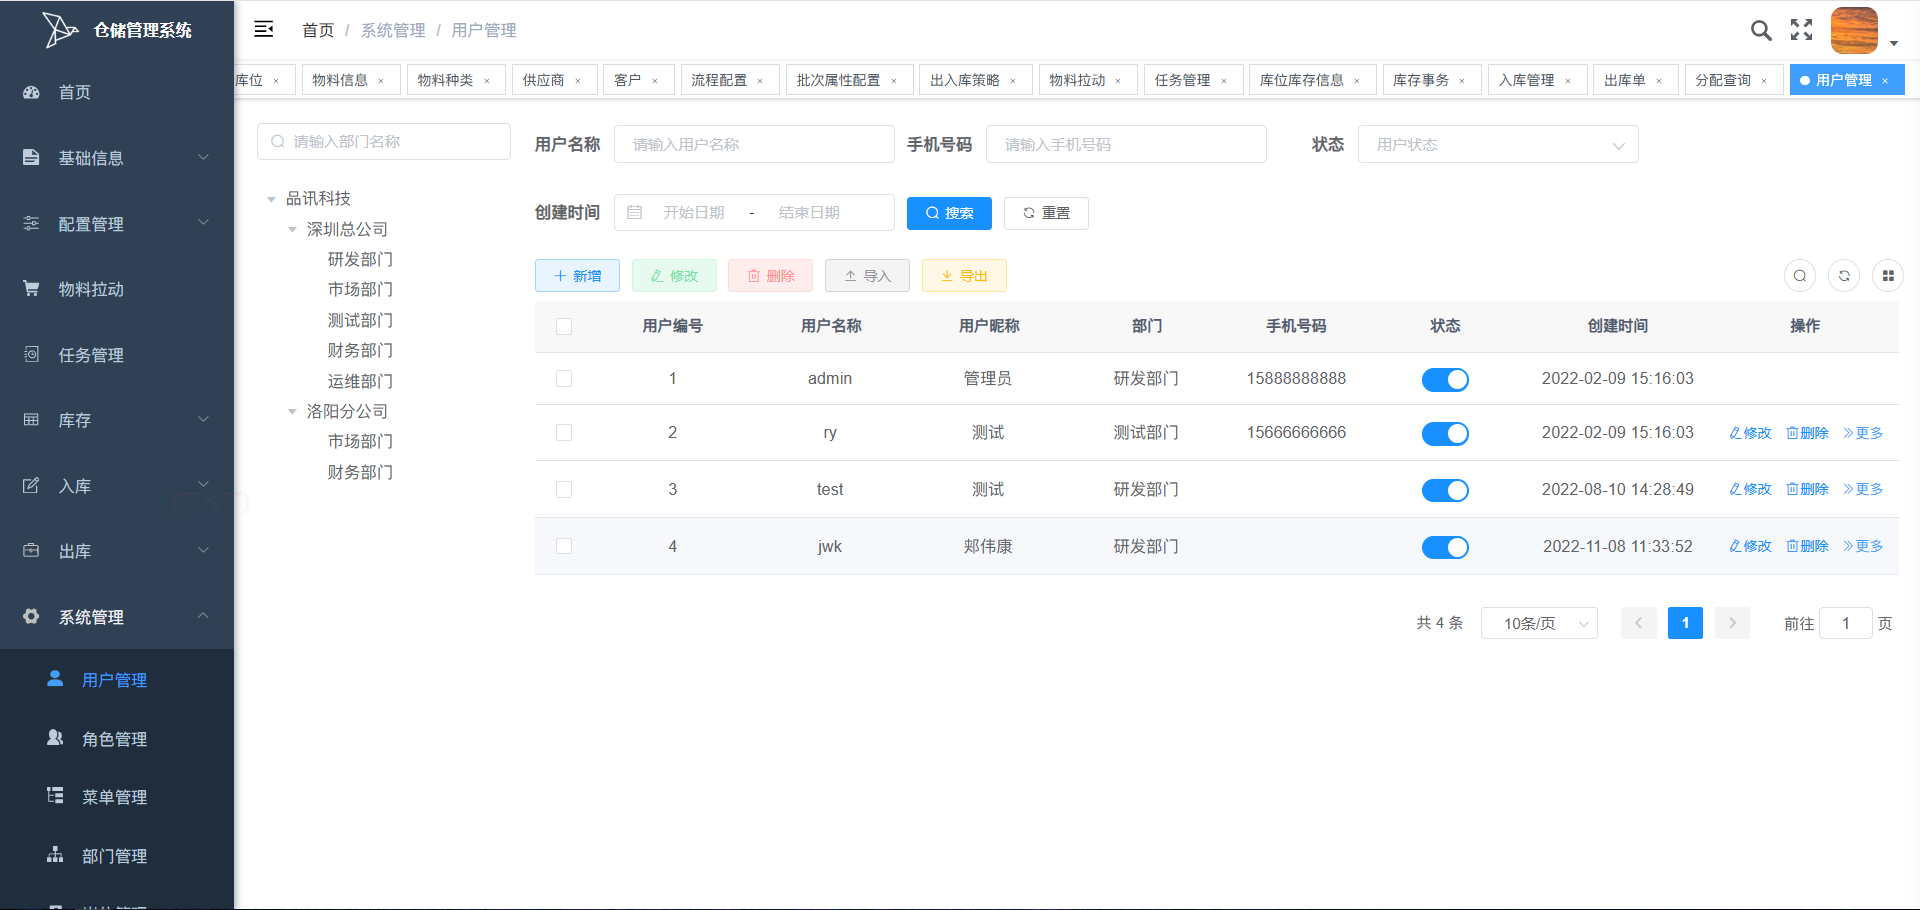 仓储管理系统
首页 / 系统管理 / 用户管理
库位 × 物料信息 × 物料种类 × 供应商 × 客户 × 流程配置 × 批次属性配置 × 出入库策略 × 物料拉动 × 任务管理 × 库位库存信息 × 库存事务 × 入库管理 × 出库单 × 分配查询 × 用户管理 ×
首页
基础信息
配置管理
物料拉动
任务管理
库存
入库
出库
系统管理
用户管理
角色管理
菜单管理
部门管理
请输入部门名称
品讯科技
深圳总公司
研发部门
市场部门
测试部门
财务部门
运维部门
洛阳分公司
市场部门
财务部门
用户名称 请输入用户名称 手机号码 请输入手机号码 状态 用户状态
创建时间 开始日期 - 结束日期 搜索 重置
新增 修改 删除 导入 导出
用户编号 用户名称 用户昵称 部门 手机号码 状态 创建时间 操作
1 admin 管理员 研发部门 15888888888 2022-02-09 15:16:03
2 ry 测试 测试部门 15666666666 2022-02-09 15:16:03 修改 删除 更多
3 test 测试 研发部门 2022-08-10 14:28:49 修改 删除 更多
4 jwk 郏伟康 研发部门 2022-11-08 11:33:52 修改 删除 更多
共 4 条 10条/页 1 前往 1 页